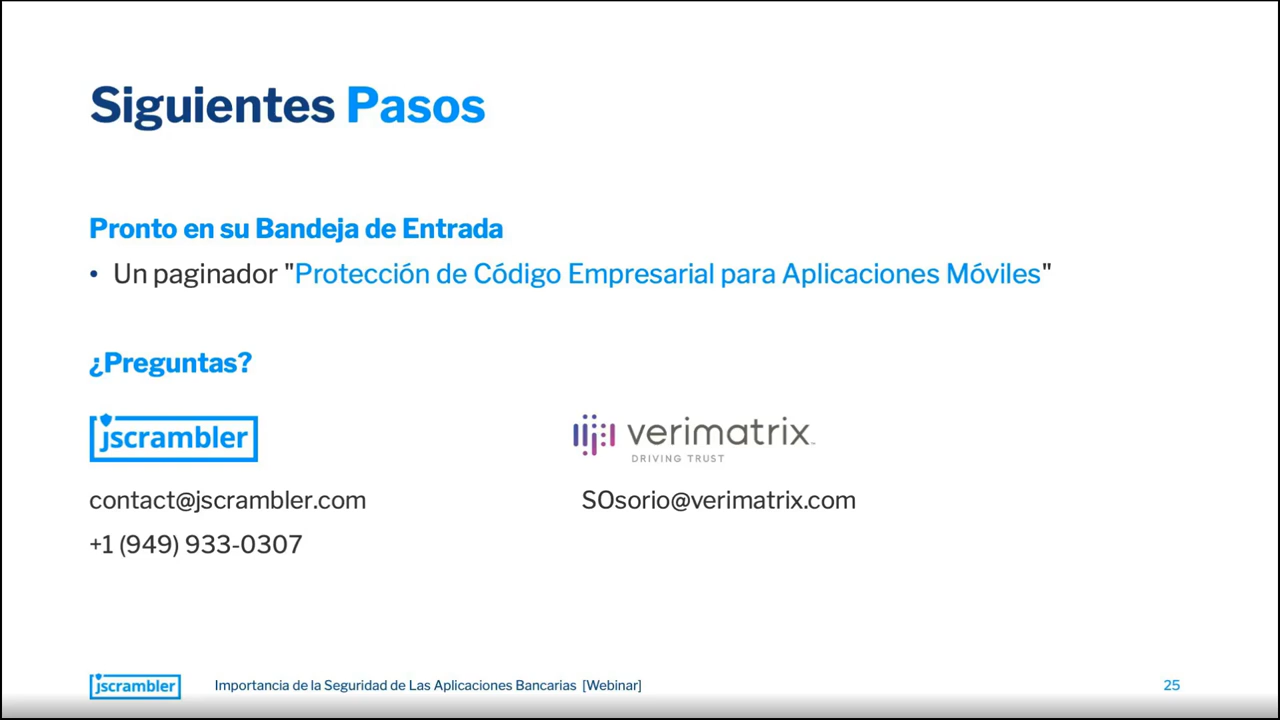 Siguientes Pasos
Pronto en su Bandeja de Entrada
• Un paginador "Protección de Código Empresarial para Aplicaciones Móviles"
¿Preguntas?
jscrambler
verimatrix™
DRIVING TRUST
contact@jscrambler.com
SOsorio@verimatrix.com
+1 (949) 933-0307
jscrambler
Importancia de la Seguridad de Las Aplicaciones Bancarias [Webinar]
25